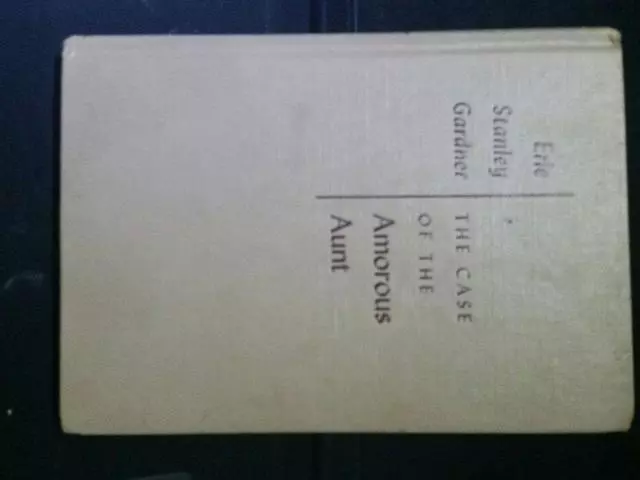 Erle
Stanley
Gardner
THE CASE
OF THE
Amorous
Aunt